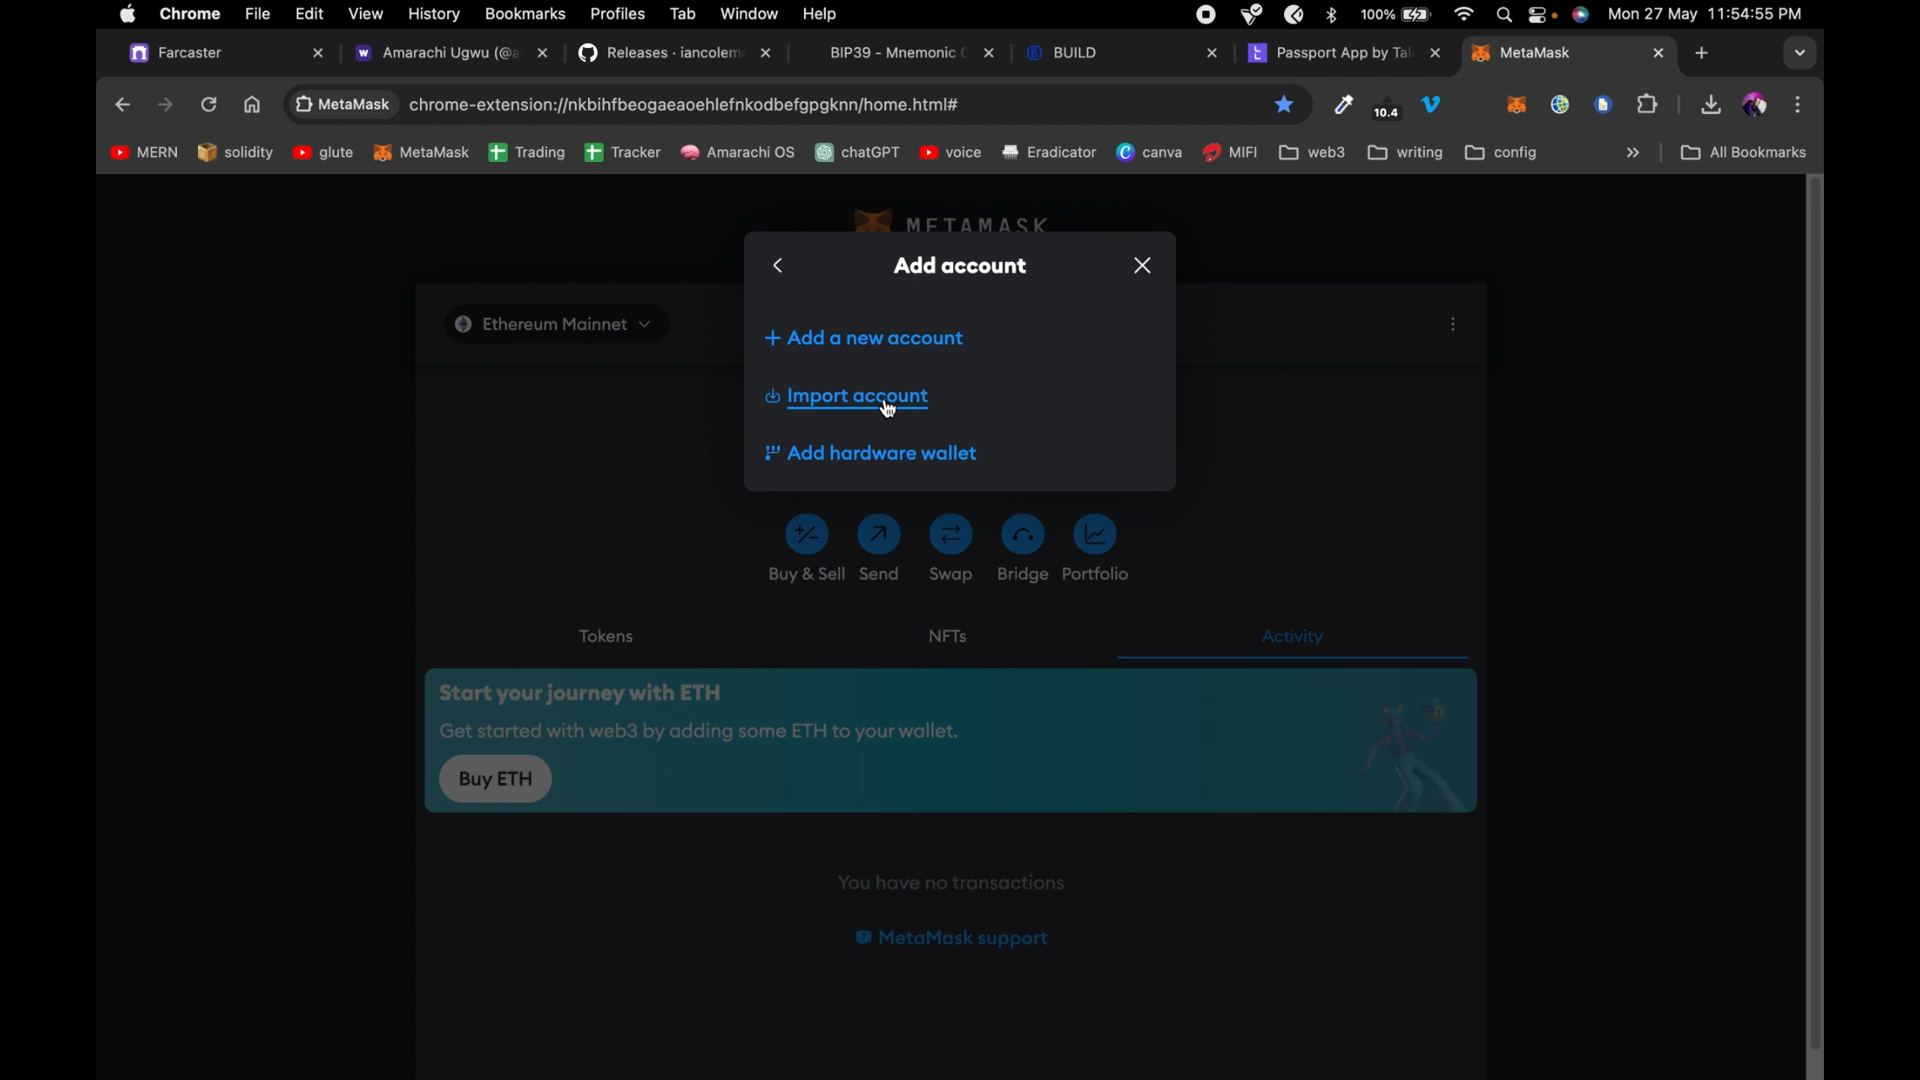 Chrome File Edit View History Bookmarks Profiles Tab Window Help 100% Mon 27 May 11:54:55 PM
Farcaster Amarachi Ugwu (@a Releases · iancolem BIP39 - Mnemonic C BUILD Passport App by Tal MetaMask
MetaMask chrome-extension://nkbihfbeogaeaoehlefnkodbefgpgknn/home.html# 10.4
MERN solidity glute MetaMask Trading Tracker Amarachi OS chatGPT voice Eradicator canva MIFI web3 writing config » All Bookmarks
METAMASK
Add account
Ethereum Mainnet
+ Add a new account
Import account
Add hardware wallet
Buy & Sell Send Swap Bridge Portfolio
Tokens NFTs Activity
Start your journey with ETH
Get started with web3 by adding some ETH to your wallet.
Buy ETH
You have no transactions
MetaMask support